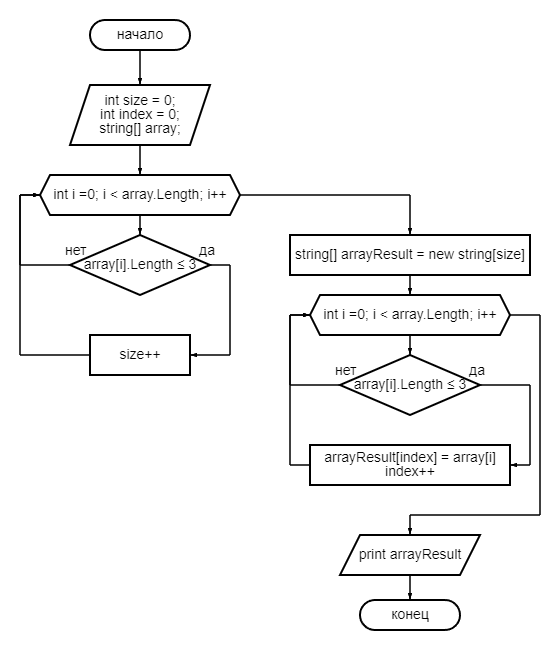 начало
int size = 0;
int index = 0;
string[] array;
int i =0; i < array.Length; i++
нет
да
array[i].Length ≤ 3
size++
string[] arrayResult = new string[size]
int i =0; i < array.Length; i++
нет
да
array[i].Length ≤ 3
arrayResult[index] = array[i]
index++
print arrayResult
конец